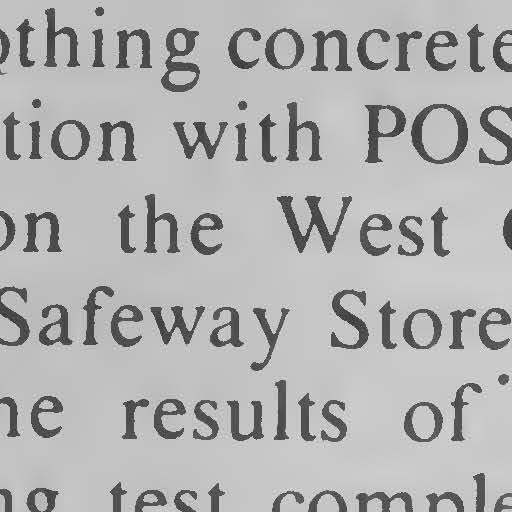 othing concrete
tion with POS
on the West
Safeway Store
he results of
ng test comple